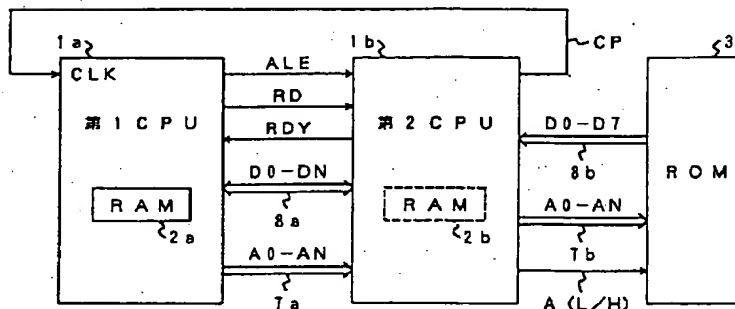 1a
1b
CP
3
CLK
ALE
RD
RDY
第1CPU
第2CPU
ROM
D0-D7
8b
D0-DN
8a
RAM
2a
RAM
2b
A0-AN
7b
A0-AN
7a
A(L/H)